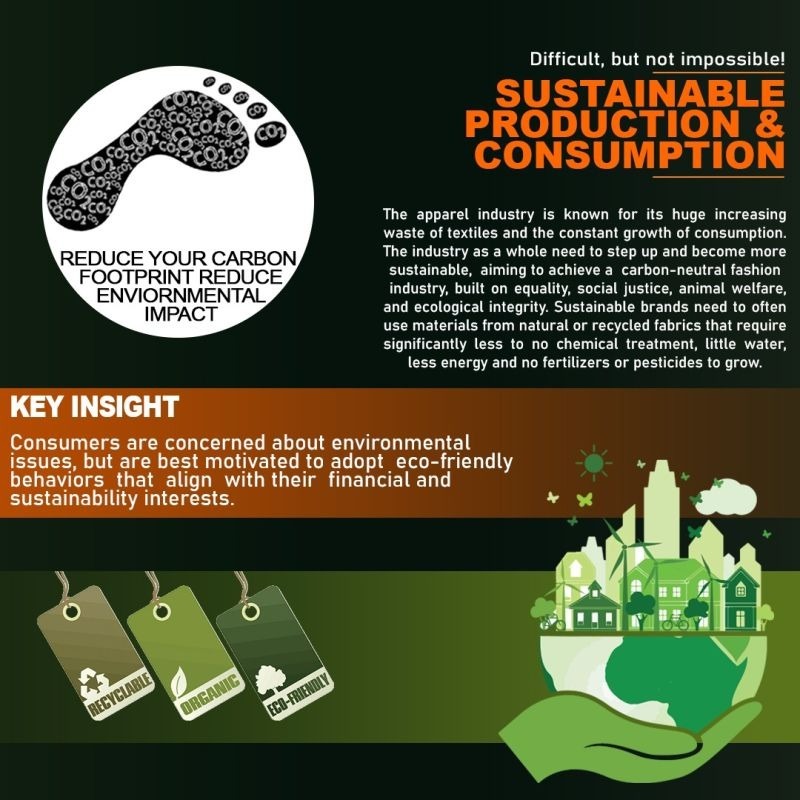 Difficult, but not impossible!
SUSTAINABLE
PRODUCTION &
CONSUMPTION
REDUCE YOUR CARBON
FOOTPRINT REDUCE
ENVIORNMENTAL
IMPACT
The apparel industry is known for its huge increasing
waste of textiles and the constant growth of consumption.
The industry as a whole need to step up and become more
sustainable, aiming to achieve a carbon-neutral fashion
industry, built on equality, social justice, animal welfare,
and ecological integrity. Sustainable brands need to often
use materials from natural or recycled fabrics that require
significantly less to no chemical treatment, little water,
less energy and no fertilizers or pesticides to grow.
KEY INSIGHT
Consumers are concerned about environmental
issues, but are best motivated to adopt eco-friendly
behaviors that align with their financial and
sustainability interests.
RECYCLABLE
ORGANIC
ECO-FRIENDLY